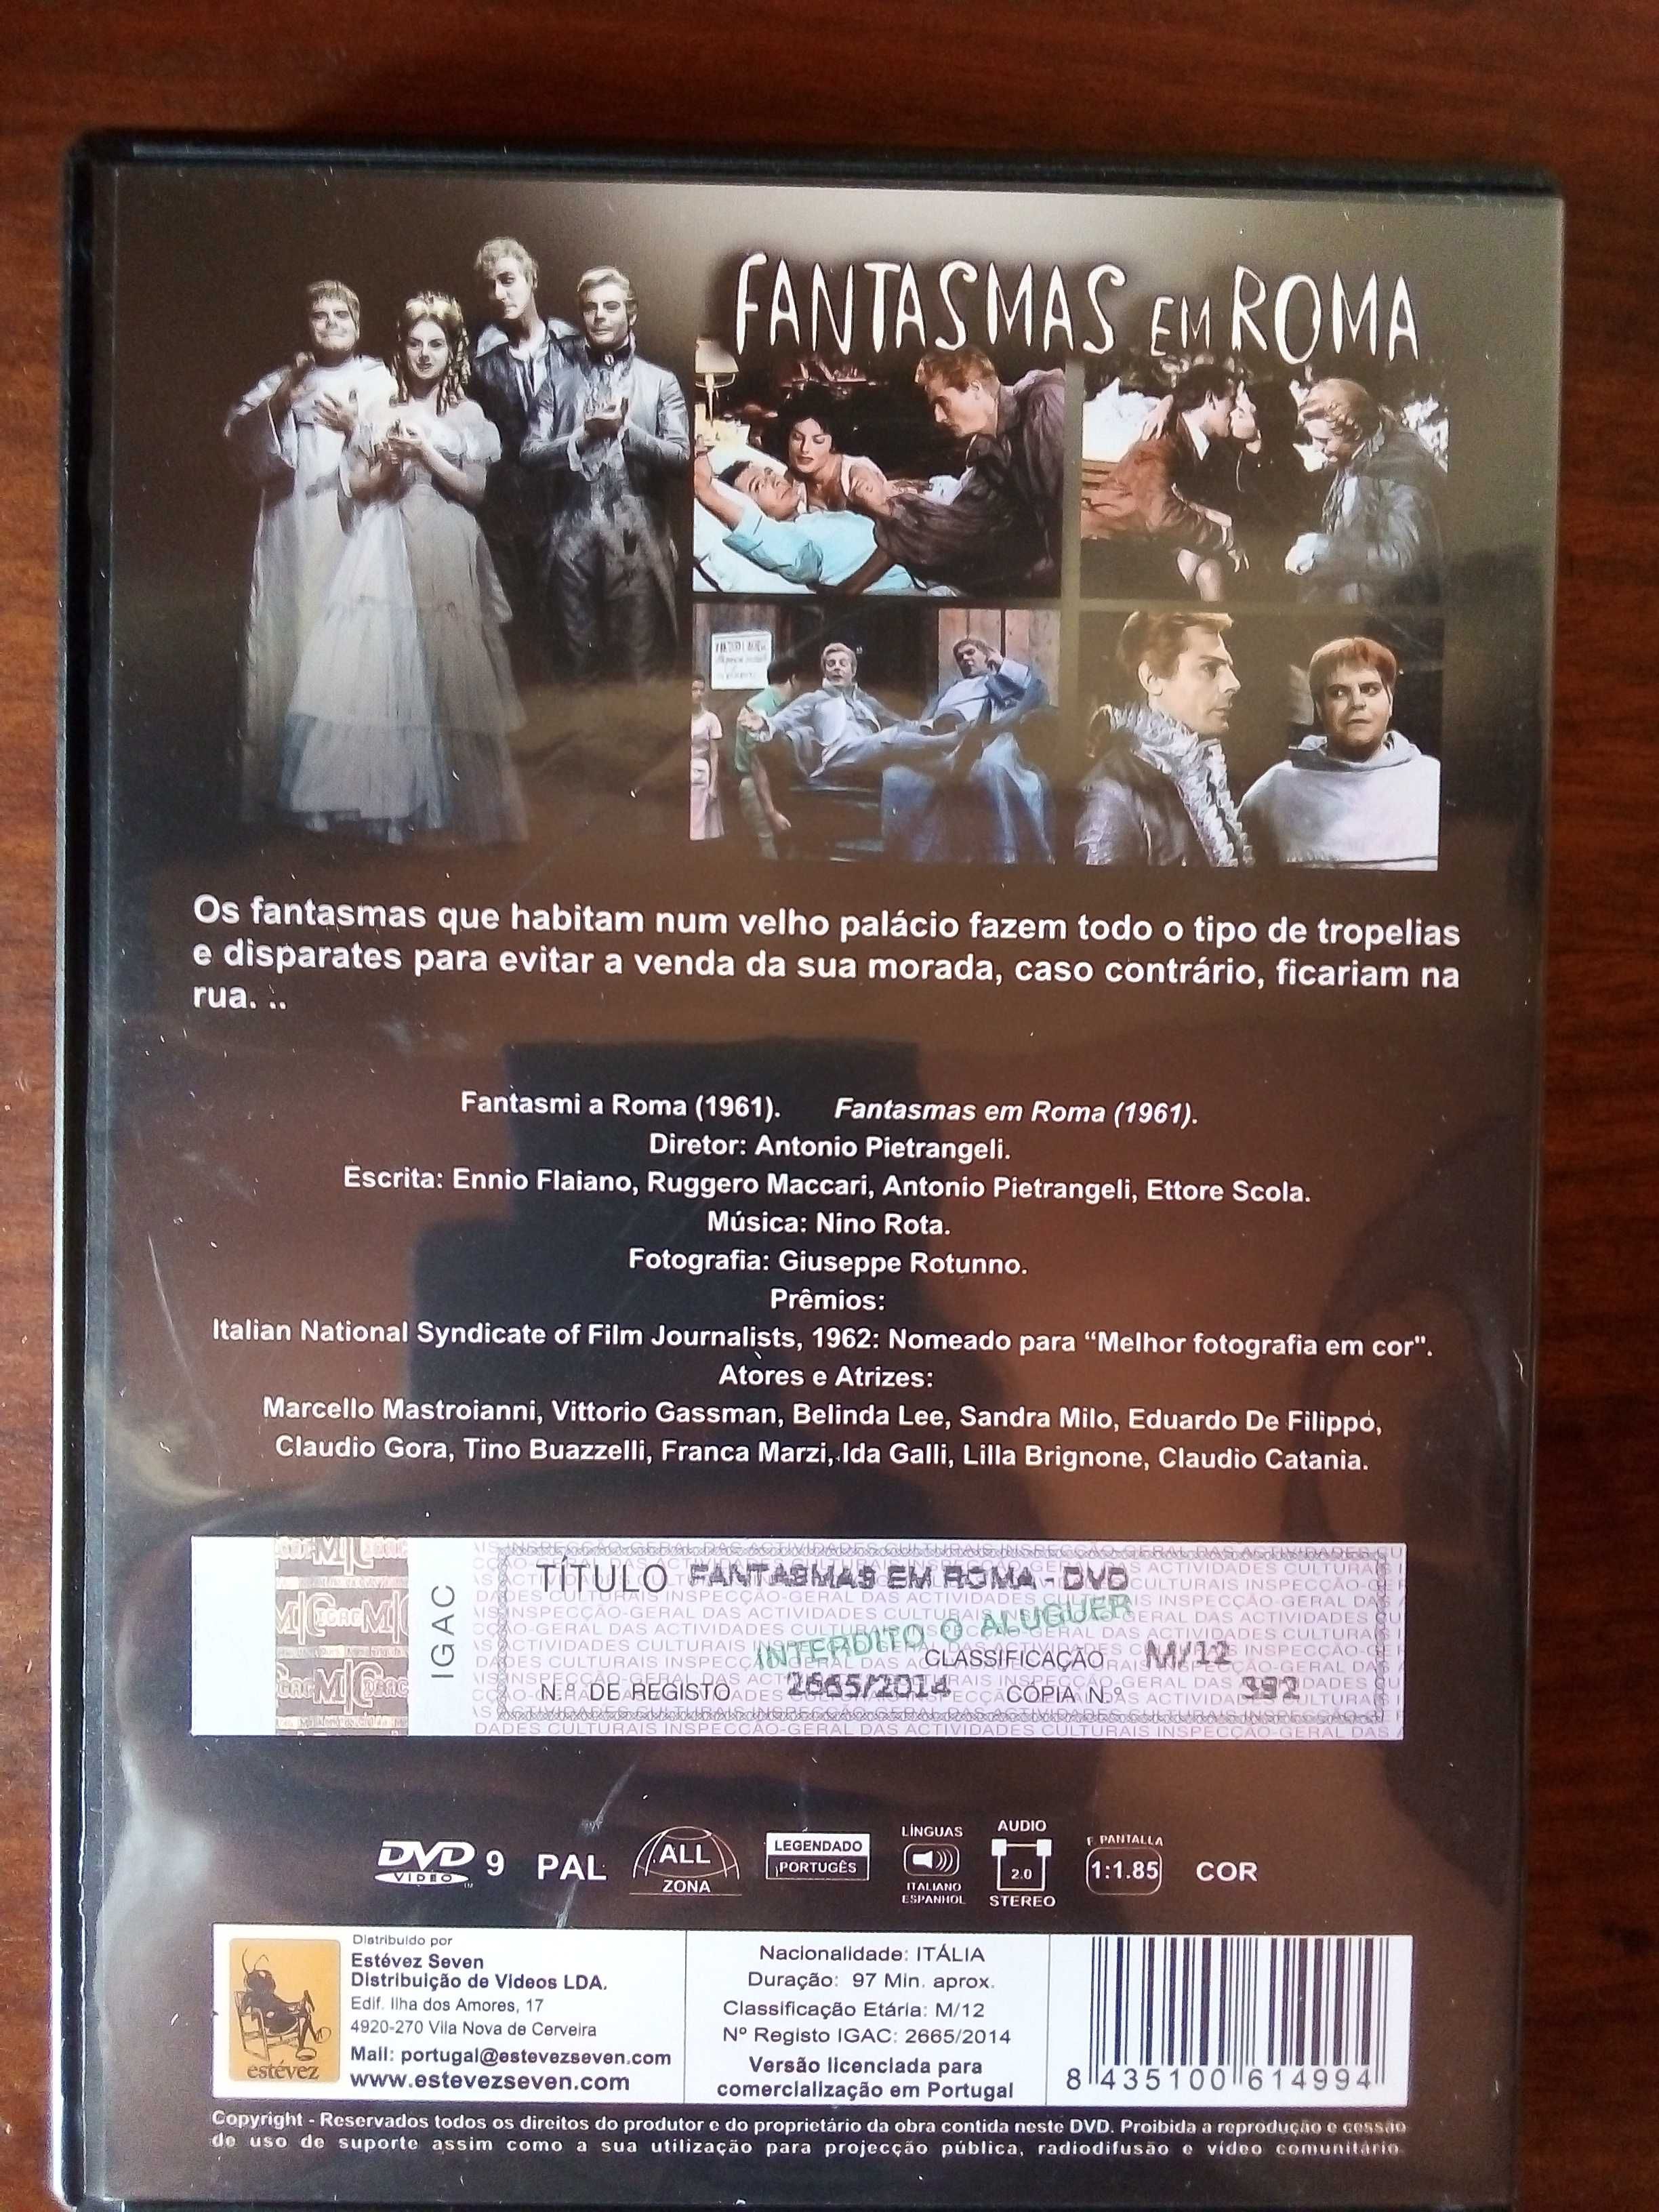 FANTASMAS EM ROMA
Os fantasmas que habitam num velho palácio fazem todo o tipo de tropelias
e disparates para evitar a venda da sua morada, caso contrário, ficariam na
rua. ..
Fantasmi a Roma (1961). Fantasmas em Roma (1961).
Diretor: Antonio Pietrangeli.
Escrita: Ennio Flaiano, Ruggero Maccari, Antonio Pietrangeli, Ettore Scola.
Música: Nino Rota.
Fotografia: Giuseppe Rotunno.
Prêmios:
Italian National Syndicate of Film Journalists, 1962: Nomeado para “Melhor fotografia em cor".
Atores e Atrizes:
Marcello Mastroianni, Vittorio Gassman, Belinda Lee, Sandra Milo, Eduardo De Filippo,
Claudio Gora, Tino Buazzelli, Franca Marzi, Ida Galli, Lilla Brignone, Claudio Catania.
IGAC
TÍTULO FANTASMAS EM ROMA - DVD
INTERDITO O ALUGUER
CLASSIFICAÇÃO M/12
N.º DE REGISTO 2665/2014 CÓPIA N.º 392
INSPECÇÃO-GERAL DAS ACTIVIDADES CULTURAIS
DVD VIDEO 9
PAL
ALL
ZONA
LEGENDADO
PORTUGÊS
LÍNGUAS
ITALIANO
ESPANHOL
AUDIO
2.0
STEREO
F. PANTALLA
1:1.85
COR
estévez
Distribuido por
Estévez Seven
Distribuição de Videos LDA.
Edif. Ilha dos Amores, 17
4920-270 Vila Nova de Cerveira
Mail: portugal@estevezseven.com
www.estevezseven.com
Nacionalidade: ITÁLIA
Duração: 97 Min. aprox.
Classificação Etária: M/12
Nº Registo IGAC: 2665/2014
Versão licenciada para
comercialização em Portugal
8 435100 614994
Copyright - Reservados todos os direitos do produtor e do proprietário da obra contida neste DVD. Proibida a reprodução e cessão
de uso de suporte assim como a sua utilização para projecção pública, radiodifusão e vídeo comunitário.